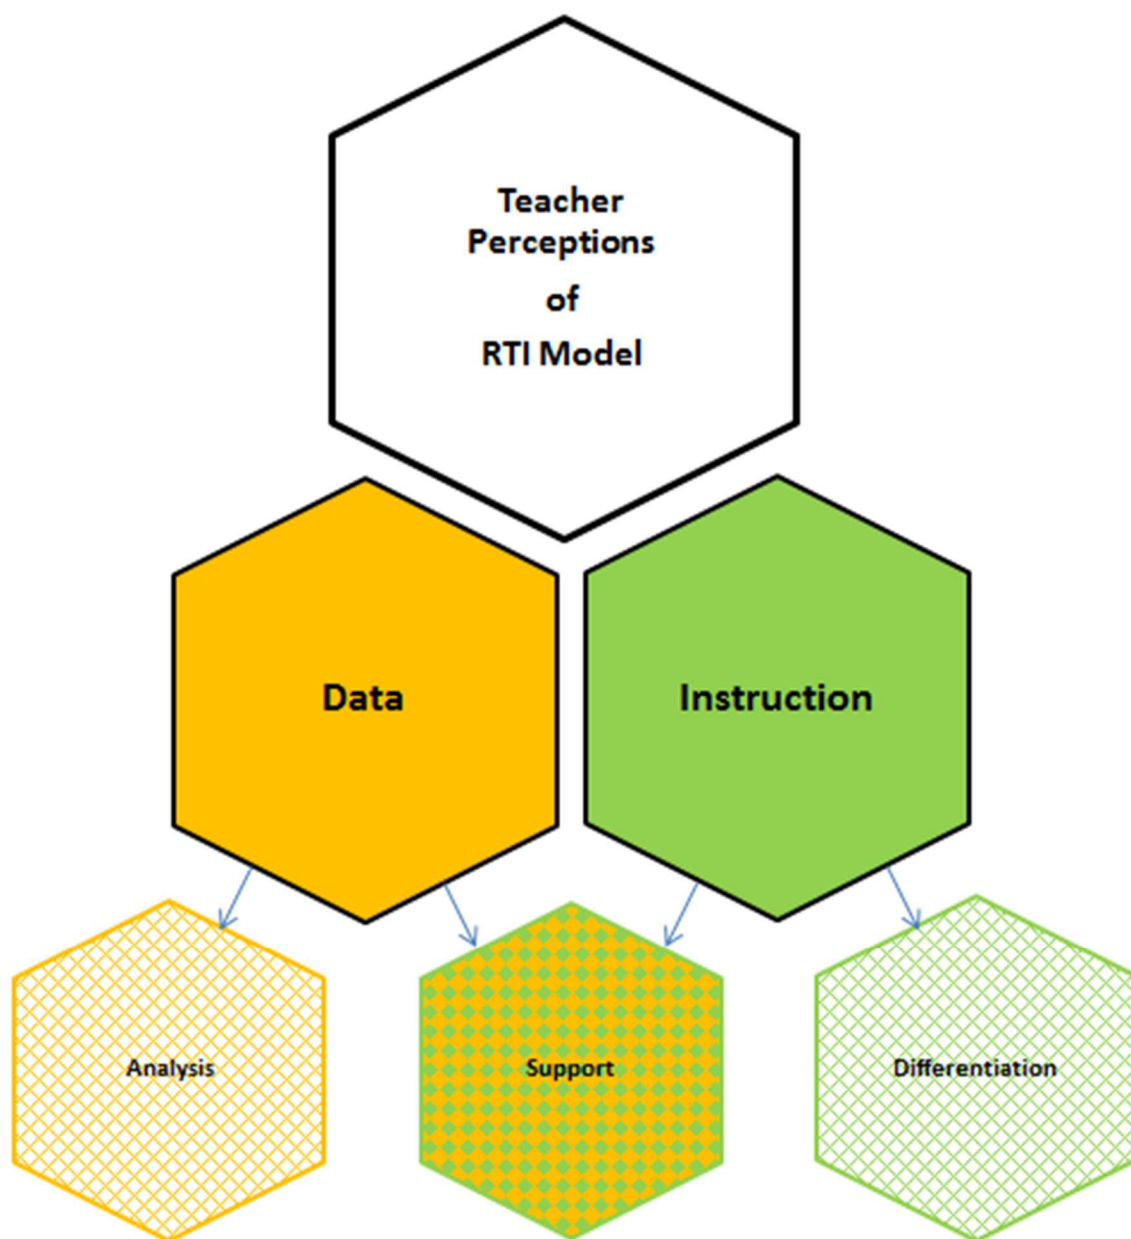 Teacher
Perceptions
of
RTI Model
Data
Instruction
Analysis
Support
Differentiation